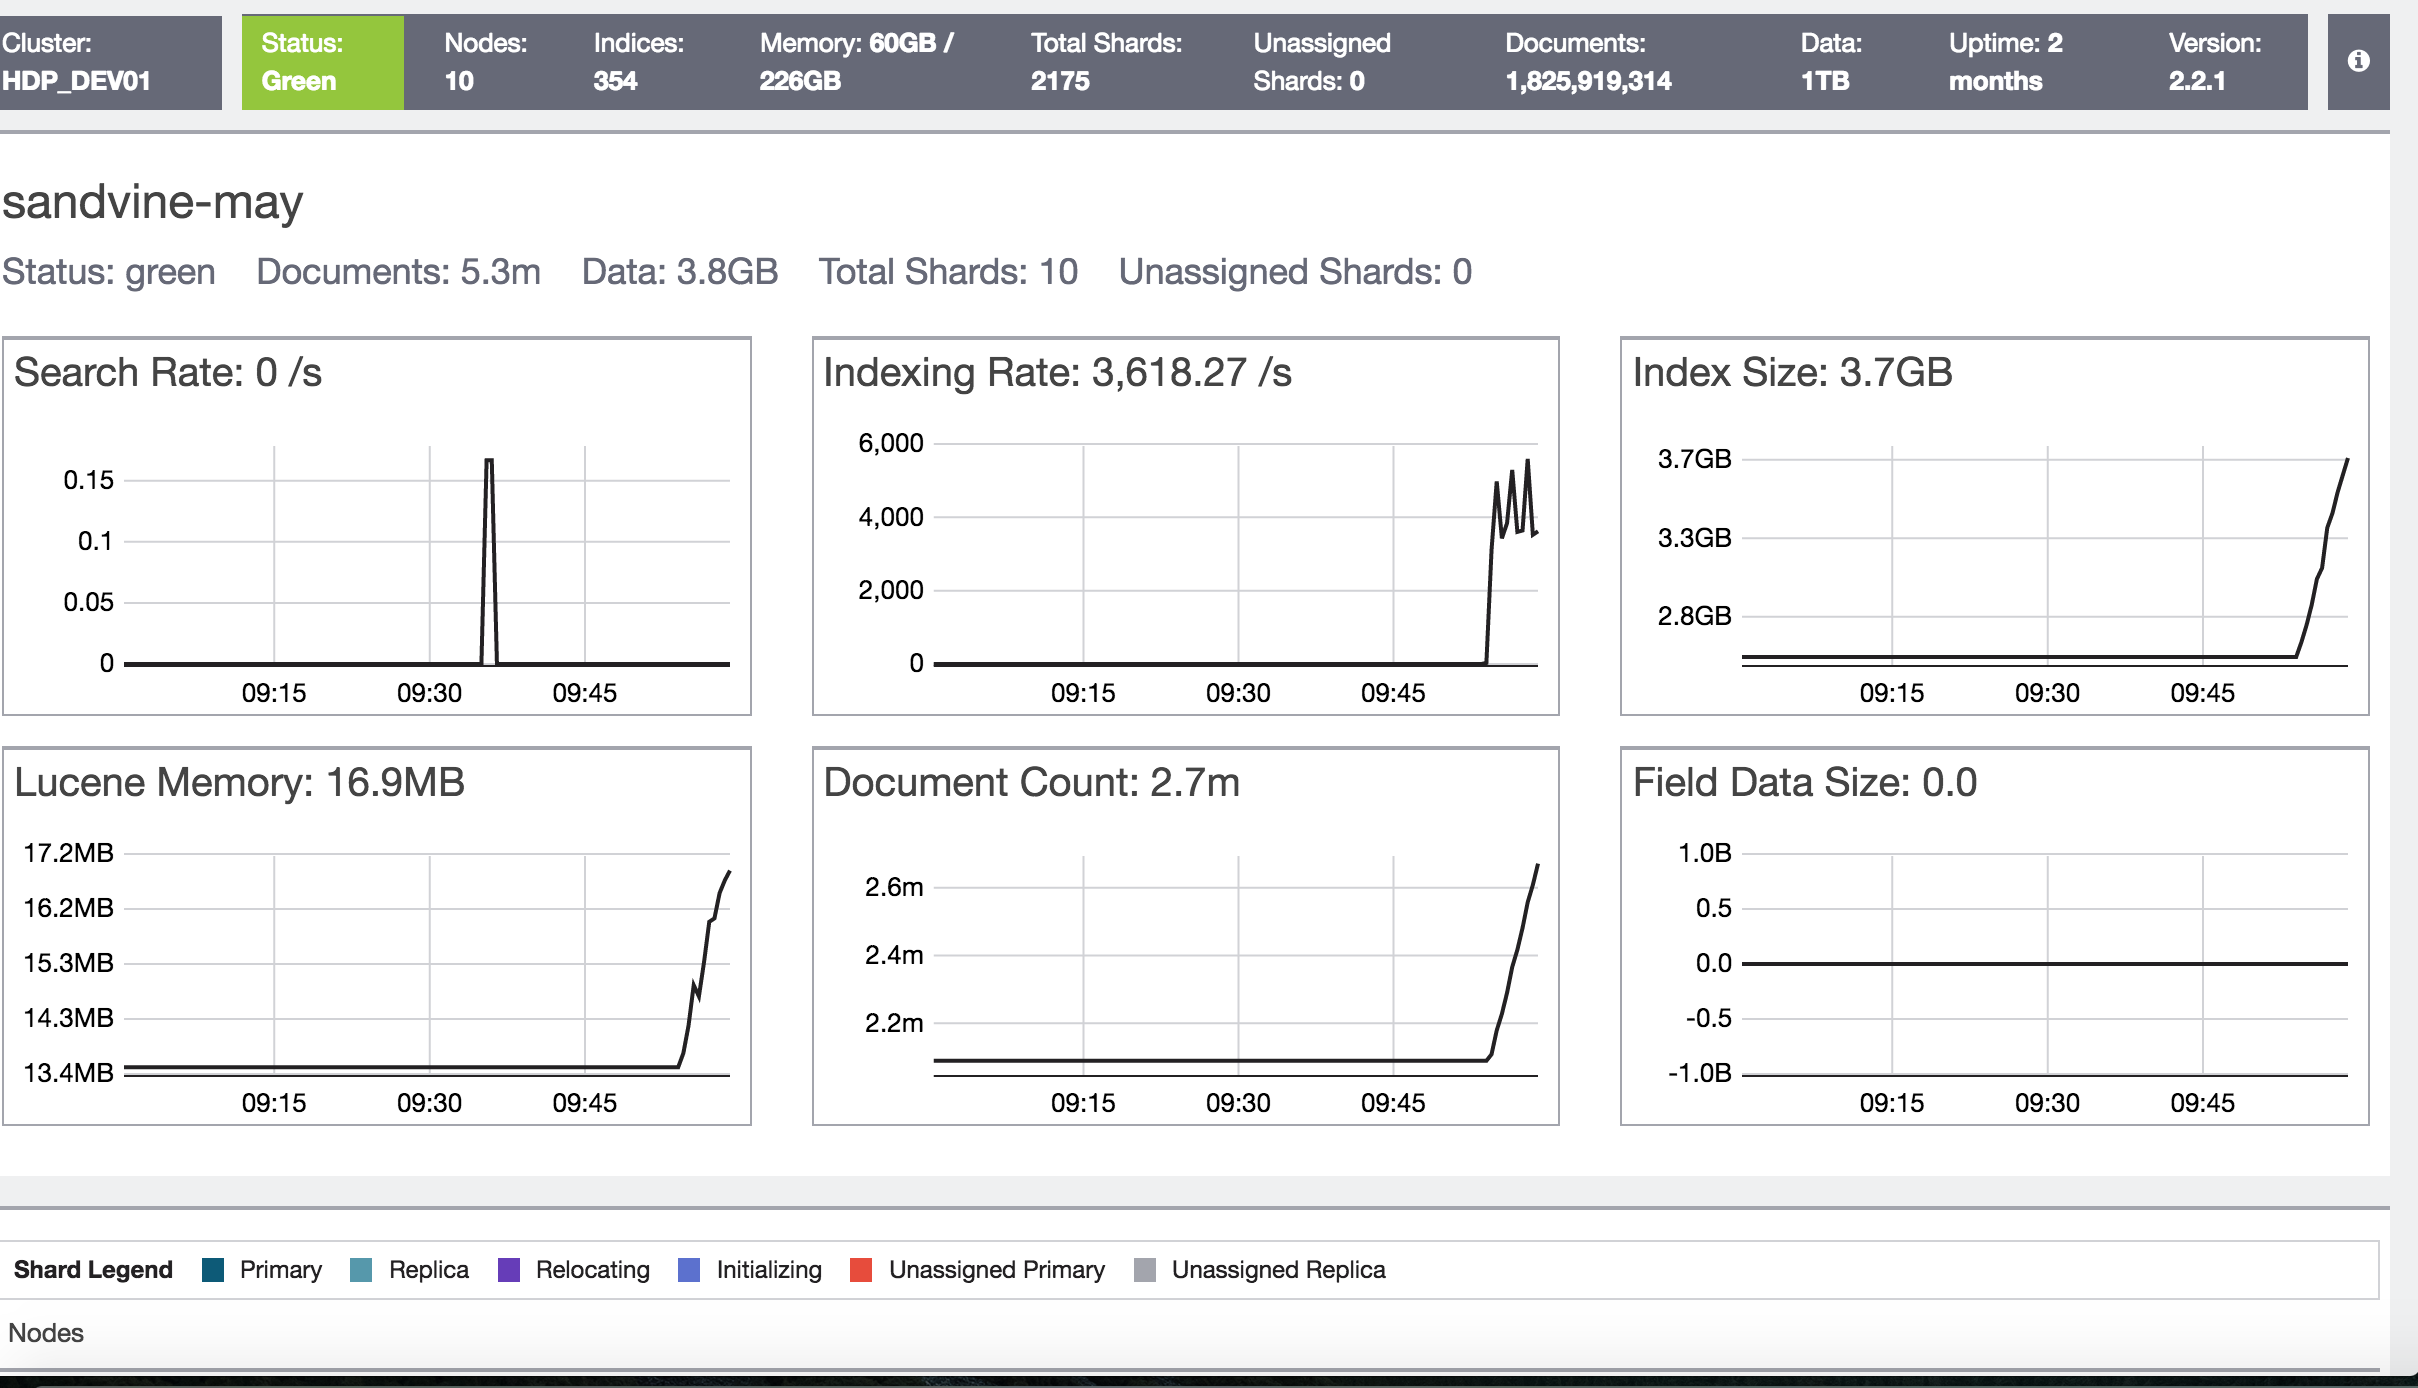 Cluster:
HDP_DEV01
Status:
Green
Nodes:
10
Indices:
354
Memory: 60GB /
226GB
Total Shards:
2175
Unassigned
Shards: 0
Documents:
1,825,919,314
Data:
1TB
Uptime: 2
months
Version:
2.2.1
sandvine-may
Status: green Documents: 5.3m Data: 3.8GB Total Shards: 10 Unassigned Shards: 0
Search Rate: 0 /s
0.15
0.1
0.05
0
09:15 09:30 09:45
Indexing Rate: 3,618.27 /s
6,000
4,000
2,000
0
09:15 09:30 09:45
Index Size: 3.7GB
3.7GB
3.3GB
2.8GB
09:15 09:30 09:45
Lucene Memory: 16.9MB
17.2MB
16.2MB
15.3MB
14.3MB
13.4MB
09:15 09:30 09:45
Document Count: 2.7m
2.6m
2.4m
2.2m
09:15 09:30 09:45
Field Data Size: 0.0
1.0B
0.5
0.0
-0.5
-1.0B
09:15 09:30 09:45
Shard Legend Primary Replica Relocating Initializing Unassigned Primary Unassigned Replica
Nodes